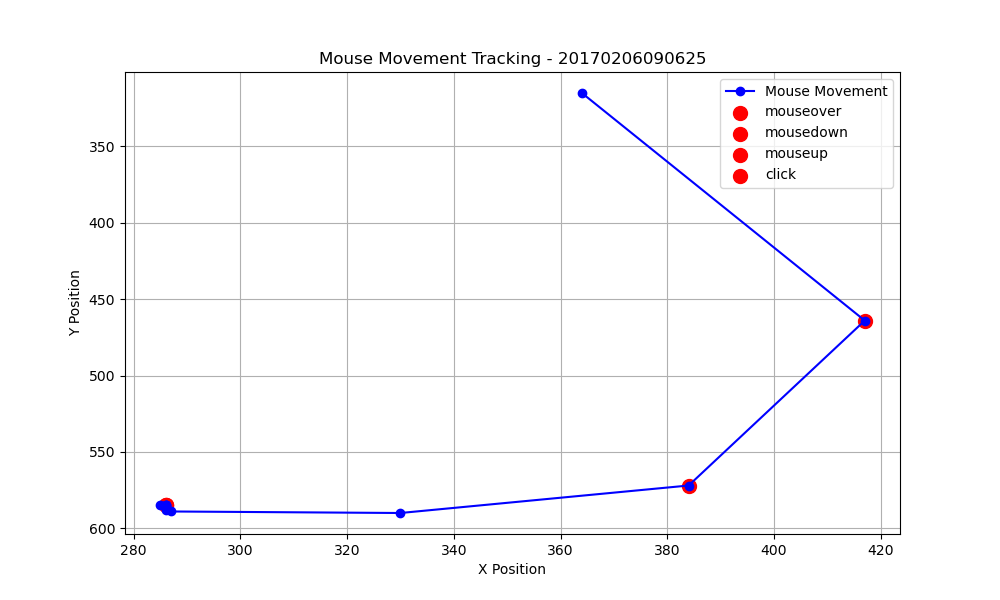 Mouse Movement Tracking - 20170206090625
Mouse Movement
mouseover
mousedown
mouseup
click
350
400
450
500
550
600
Y Position
280 300 320 340 360 380 400 420
X Position